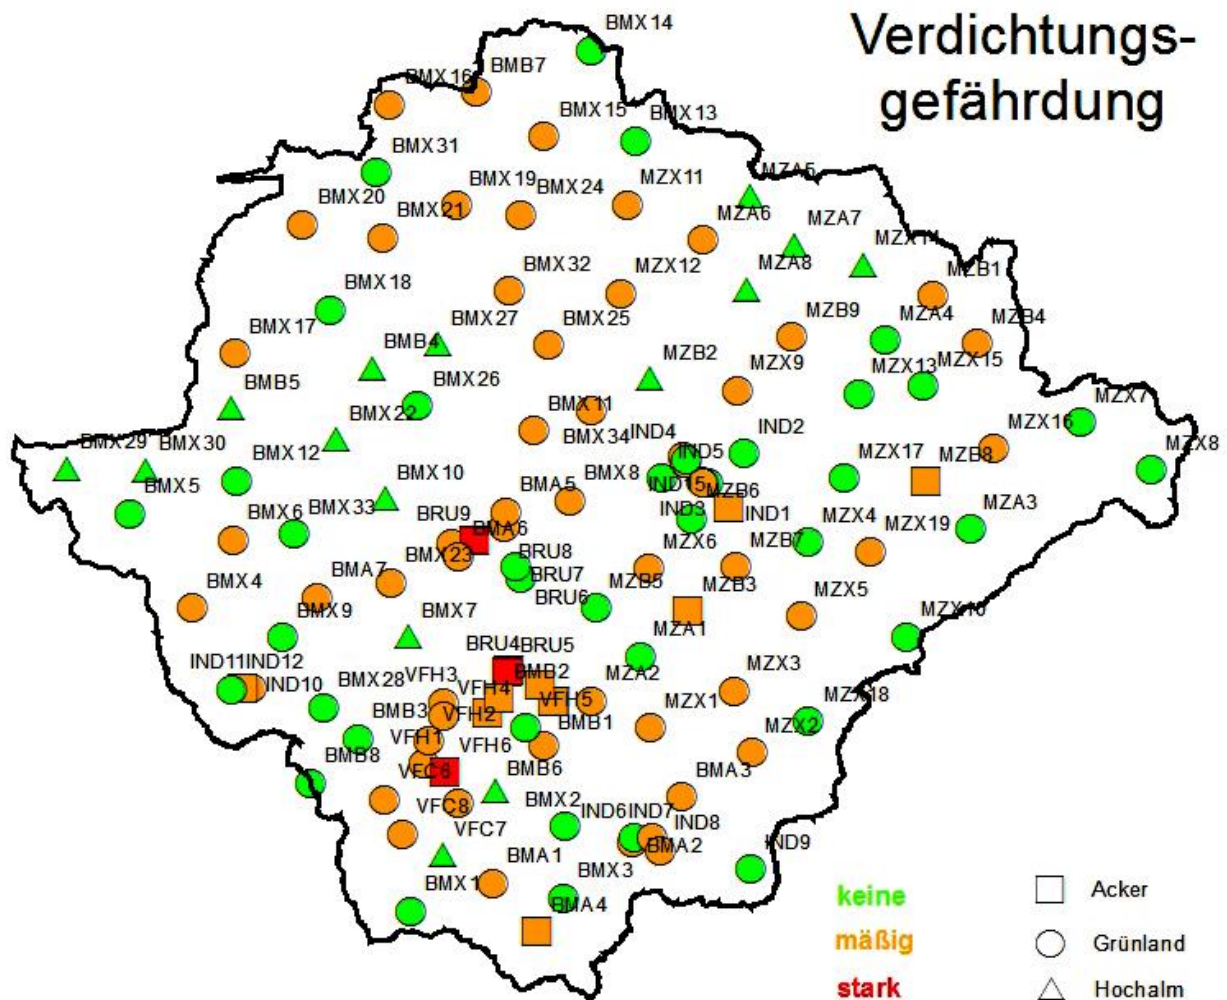 Verdichtungs-
gefährdung
BMX14
BMX16
BMB7
BMX15
BMX13
BMX31
BMX19
BMX24
MZX11
MZA5
BMX20
BMX21
MZA6
MZA7
MZX14
BMX32
MZX12
MZA8
MZB1
BMX18
BMX27
BMX25
MZB9
MZA4
MZB4
BMX17
BMB4
MZB2
MZX9
MZX13
MZX15
BMB5
BMX26
BMX22
BMX11
MZX7
BMX29
BMX30
BMX12
BMX34
IND4
IND2
MZX16
MZX8
BMX10
BMX8
IND5
MZX17
MZB8
BMX5
BMA5
IND15
MZB6
BMX6
BMX33
BRU9
BMA6
IND3
IND1
MZX4
MZX19
MZA3
BMX23
BRU8
MZX6
MZB7
BMX4
BMA7
BRU7
MZB5
MZB3
MZX5
BMX9
BMX7
BRU6
MZX10
IND11
IND12
BRU4
BRU5
MZA1
IND10
BMX28
VFH3
BMB2
MZA2
MZX3
VFH4
VFH5
BMB3
VFH2
BMB1
MZX1
MZX18
VFH1
VFH6
MZX2
BMB8
VFC6
BMB6
BMA3
VFC8
BMX2
IND6
IND7
IND8
VFC7
BMA2
IND9
BMX1
BMA1
BMX3
BMA4
keine
Acker
mäßig
Grünland
stark
Hochalm